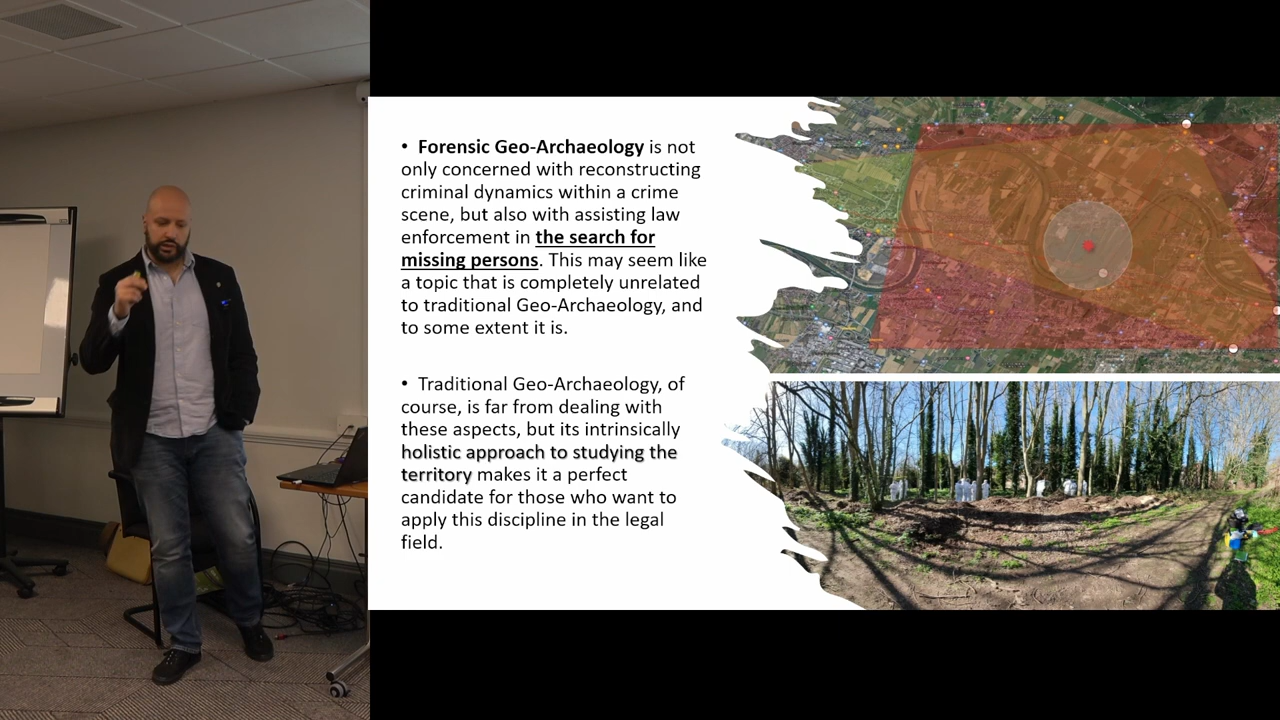 • Forensic Geo-Archaeology is not
only concerned with reconstructing
criminal dynamics within a crime
scene, but also with assisting law
enforcement in the search for
missing persons. This may seem like
a topic that is completely unrelated
to traditional Geo-Archaeology, and
to some extent it is.
• Traditional Geo-Archaeology, of
course, is far from dealing with
these aspects, but its intrinsically
holistic approach to studying the
territory makes it a perfect
candidate for those who want to
apply this discipline in the legal
field.